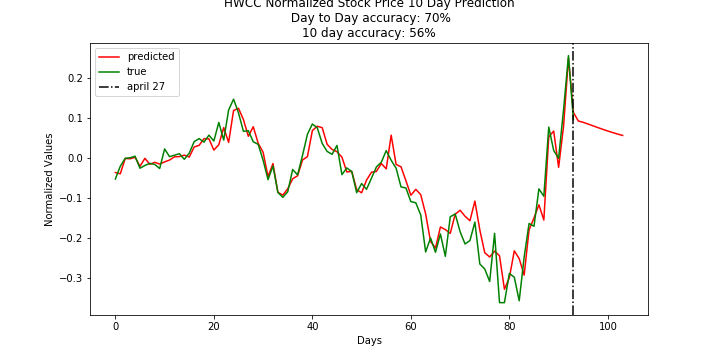 HWCC Normalized Stock Price 10 Day Prediction
Day to Day accuracy: 70%
10 day accuracy: 56%
predicted
true
april 27
Normalized Values
0.2
0.1
0.0
−0.1
−0.2
−0.3
0 20 40 60 80 100
Days